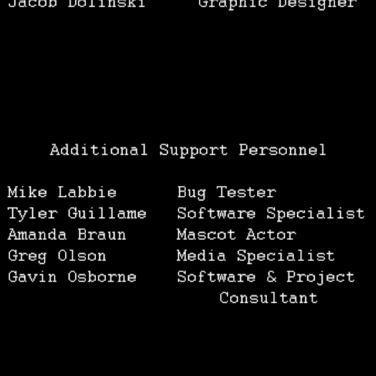 Jacob Dolinski Graphic Designer
Additional Support Personnel
Mike Labbie Bug Tester
Tyler Guillame Software Specialist
Amanda Braun Mascot Actor
Greg Olson Media Specialist
Gavin Osborne Software & Project
Consultant